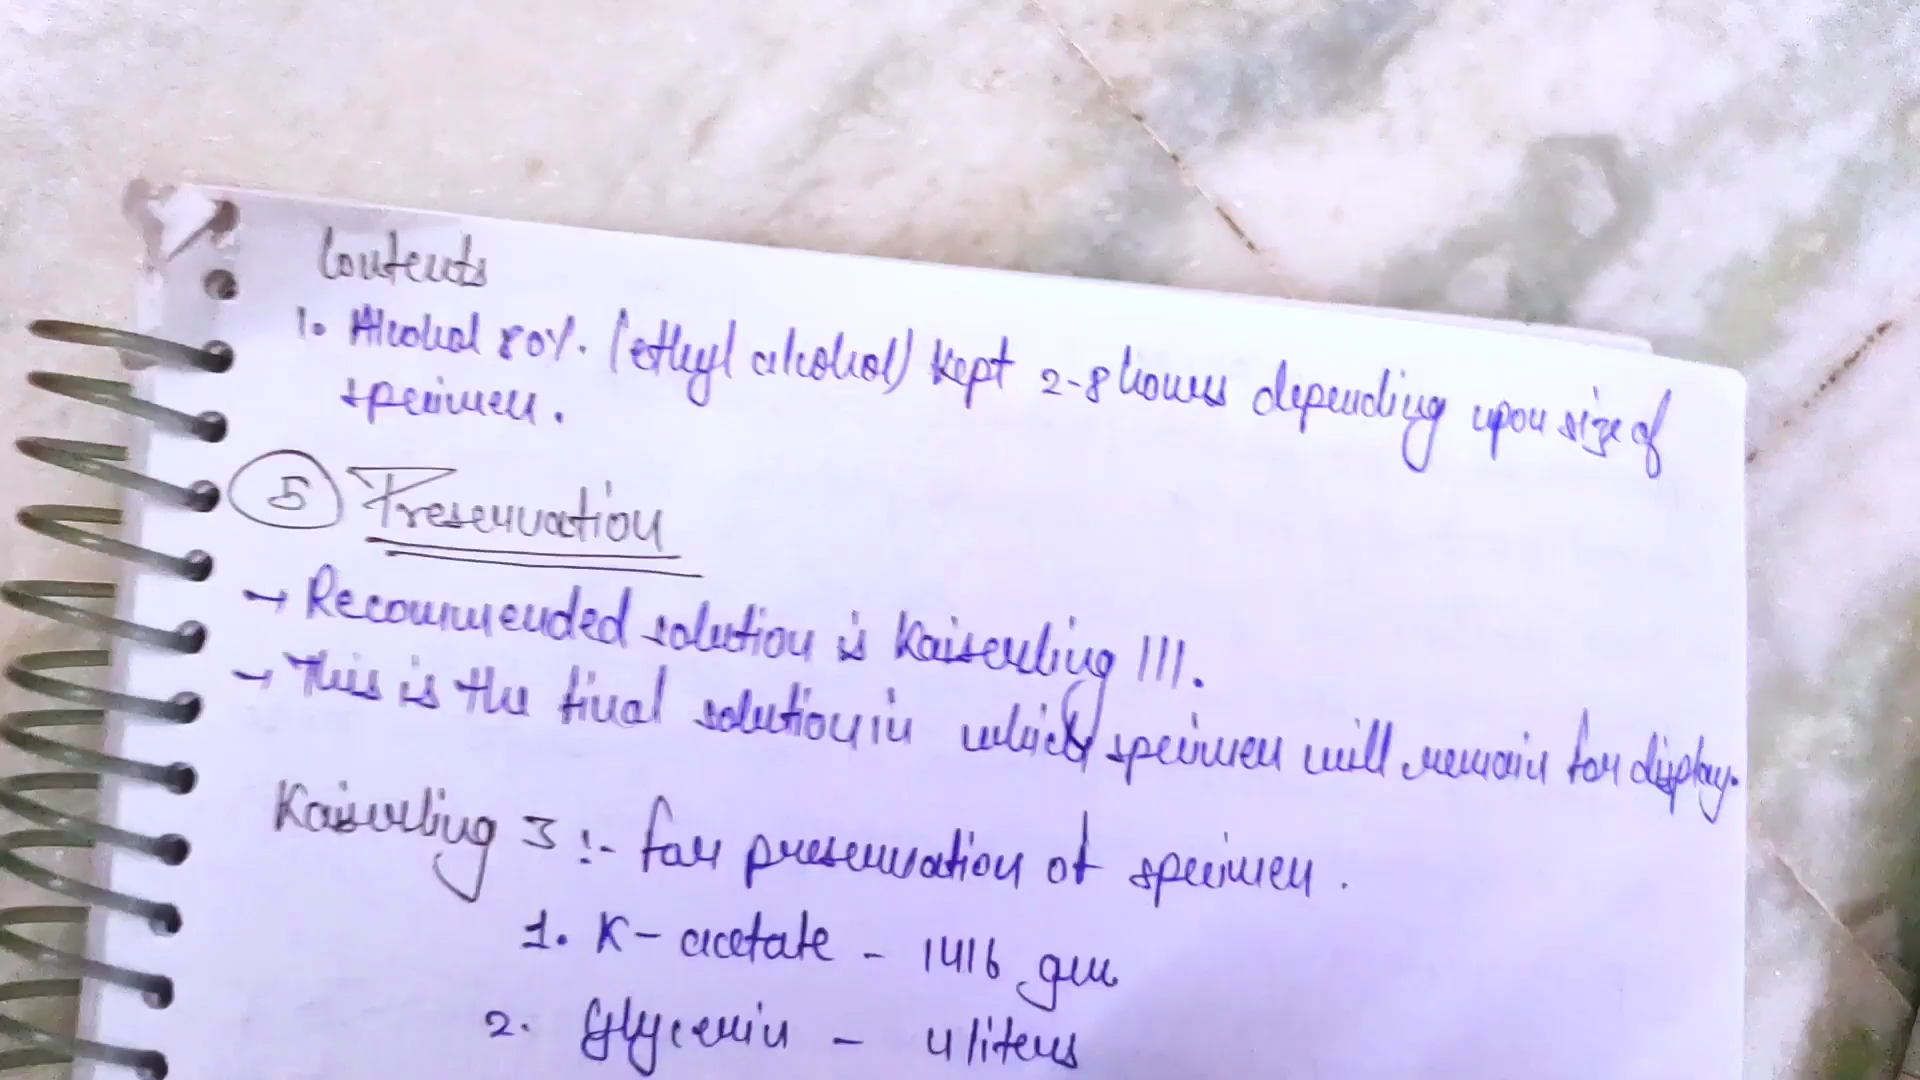 Contents
1. Alcohol 80%. (ethyl alcohol) kept 2-8 hours depending upon size of
specimen.
5 Preservation
→ Recommended solution is Kaiserling III.
→ This is the final solution in which specimen will remain for display.
Kaiserling 3 :- for preservation of specimen.
1. K- acetate - 1416 gm
2. Glycerin - 4 liters